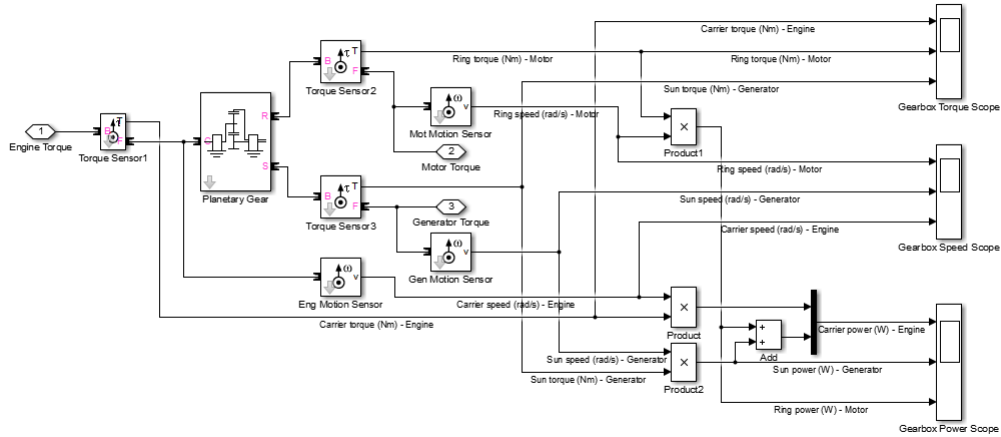 Carrier torque (Nm) - Engine
Ring torque (Nm) - Motor
Ring torque (Nm) - Motor
Sun torque (Nm) - Generator
Gearbox Torque Scope
B
τ
T
F
Torque Sensor2
ω
v
Mot Motion Sensor
Ring speed (rad/s) - Motor
×
Product1
1
Engine Torque
B
T
F
Torque Sensor1
C
R
S
Planetary Gear
2
Motor Torque
Ring speed (rad/s) - Motor
Sun speed (rad/s) - Generator
Carrier speed (rad/s) - Engine
Gearbox Speed Scope
B
τ
T
F
Torque Sensor3
3
Generator Torque
ω
v
Gen Motion Sensor
ω
v
Eng Motion Sensor
Carrier speed (rad/s) - Engine
Carrier torque (Nm) - Engine
×
Product
Sun speed (rad/s) - Generator
Sun torque (Nm) - Generator
×
Product2
+
+
Add
Carrier power (W) - Engine
Sun power (W) - Generator
Ring power (W) - Motor
Gearbox Power Scope